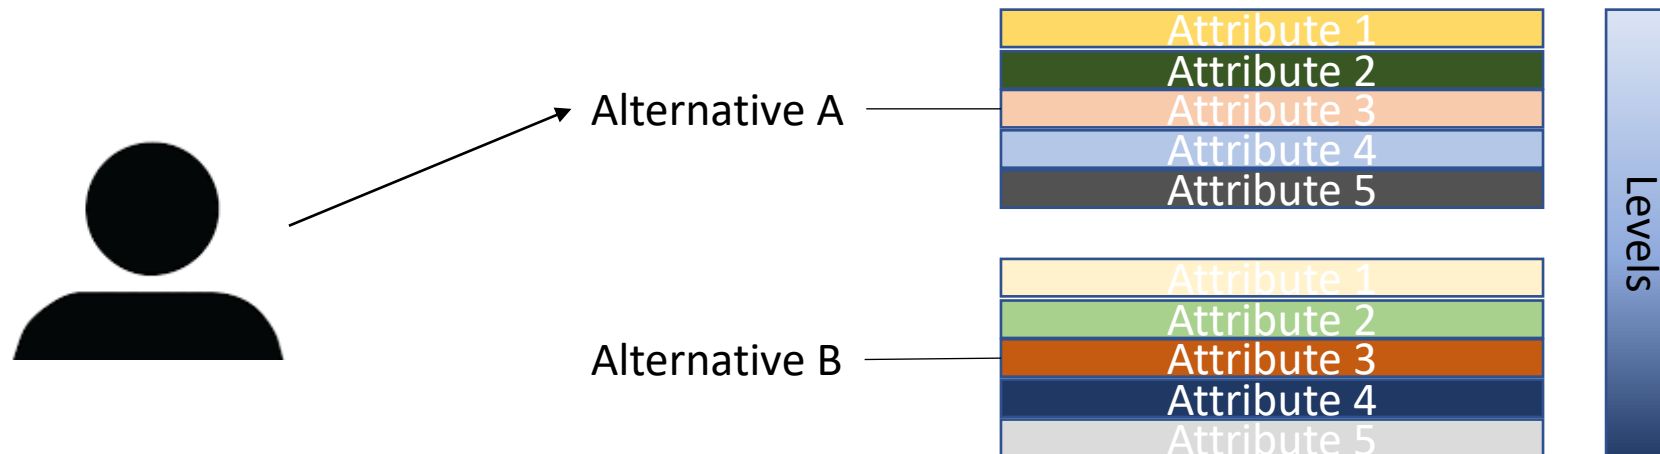 Alternative A
Attribute 1
Attribute 2
Attribute 3
Attribute 4
Attribute 5
Alternative B
Attribute 1
Attribute 2
Attribute 3
Attribute 4
Attribute 5
Levels